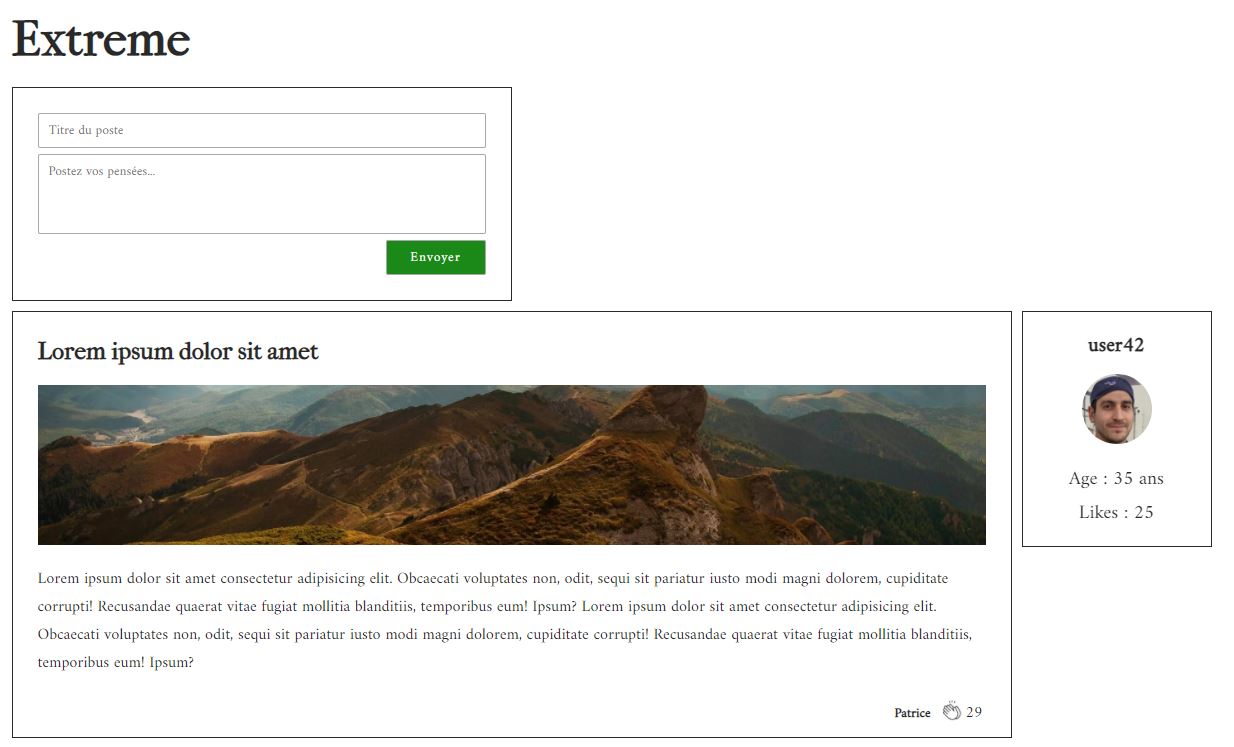 Extreme
Titre du poste
Postez vos pensées...
Envoyer
Lorem ipsum dolor sit amet
Lorem ipsum dolor sit amet consectetur adipisicing elit. Obcaecati voluptates non, odit, sequi sit pariatur iusto modi magni dolorem, cupiditate
corrupti! Recusandae quaerat vitae fugiat mollitia blanditiis, temporibus eum! Ipsum? Lorem ipsum dolor sit amet consectetur adipisicing elit.
Obcaecati voluptates non, odit, sequi sit pariatur iusto modi magni dolorem, cupiditate corrupti! Recusandae quaerat vitae fugiat mollitia blanditiis,
temporibus eum! Ipsum?
Patrice 29
user42
Age : 35 ans
Likes : 25